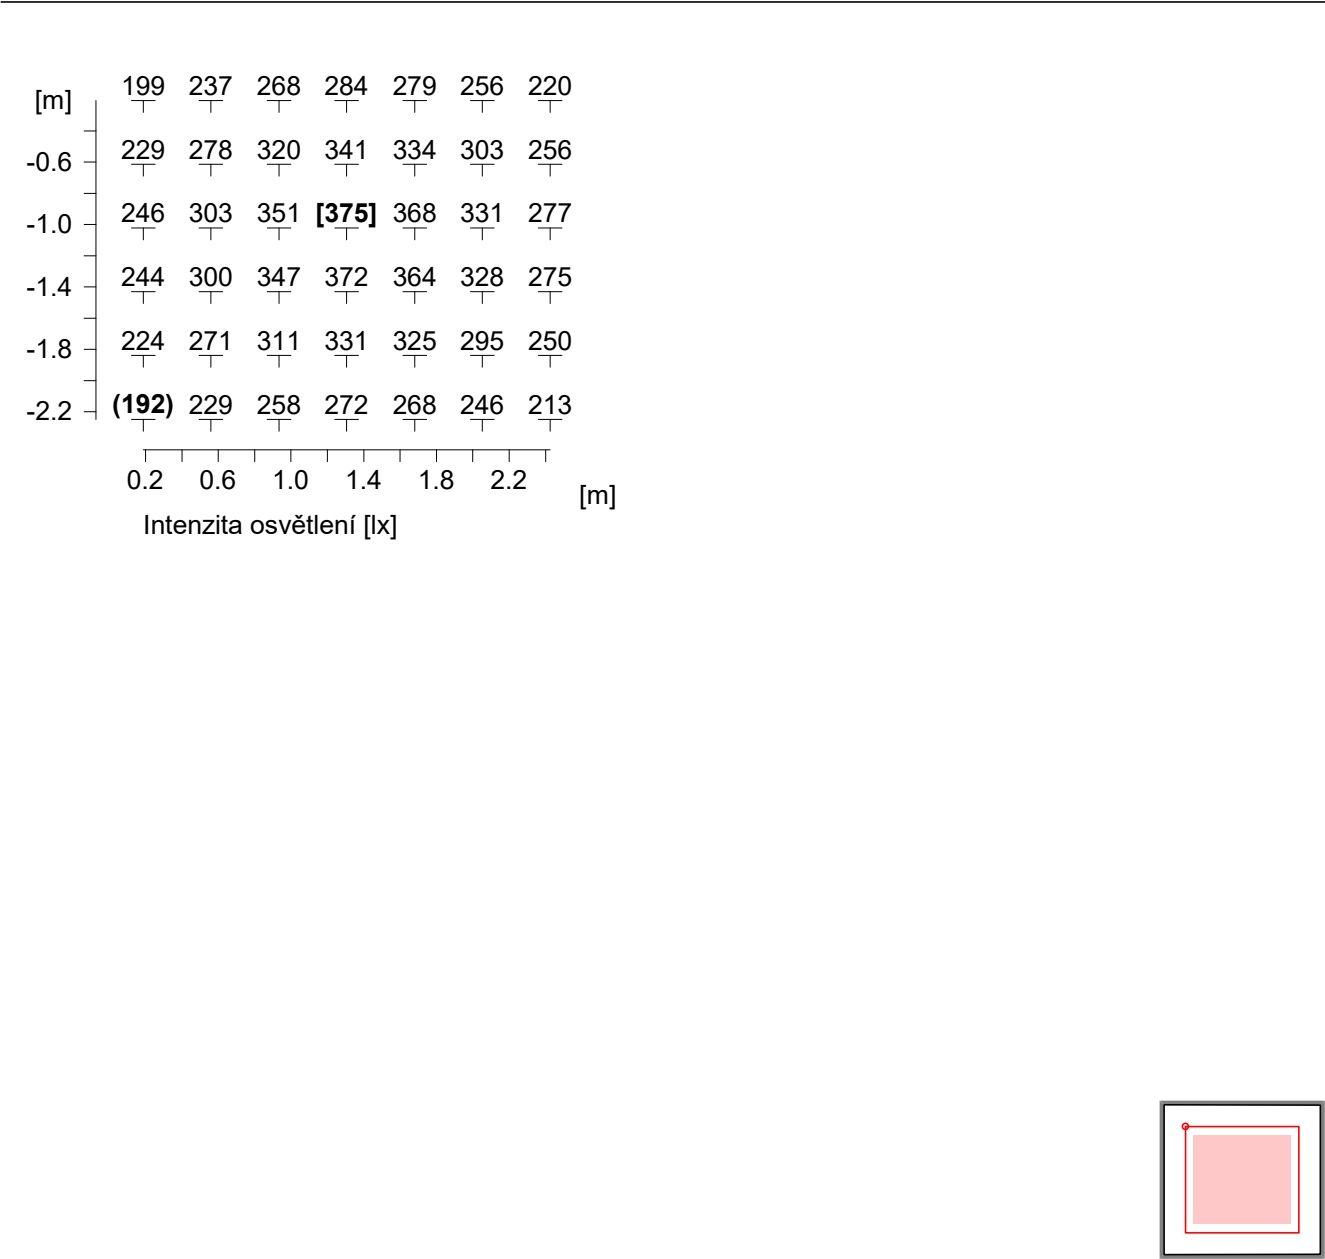 199 237 268 284 279 256 220
[m]
229 278 320 341 334 303 256
-0.6
246 303 351 [375] 368 331 277
-1.0
244 300 347 372 364 328 275
-1.4
224 271 311 331 325 295 250
-1.8
(192) 229 258 272 268 246 213
-2.2
0.2 0.6 1.0 1.4 1.8 2.2
[m]
Intenzita osvětlení [lx]